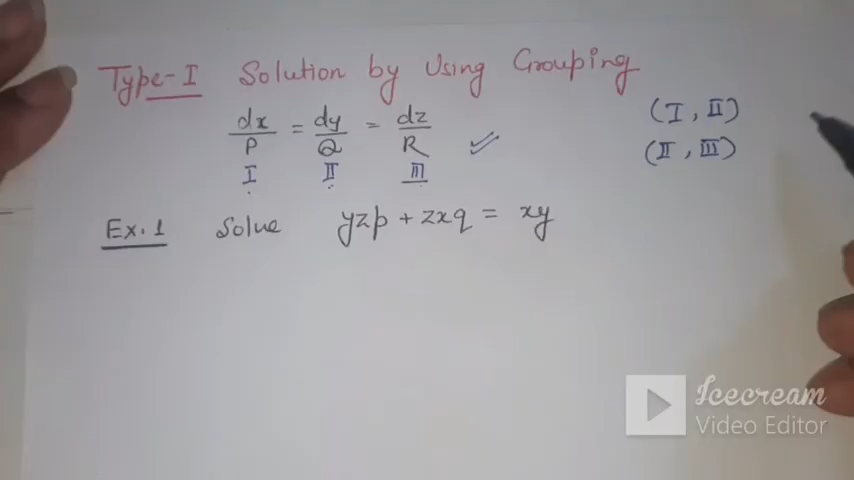 Type-I Solution by Using Grouping
dx/P = dy/Q = dz/R
I II III
(I, II)
(II, III)
Ex. 1 Solve yzp + zxq = xy
Icecream
Video Editor